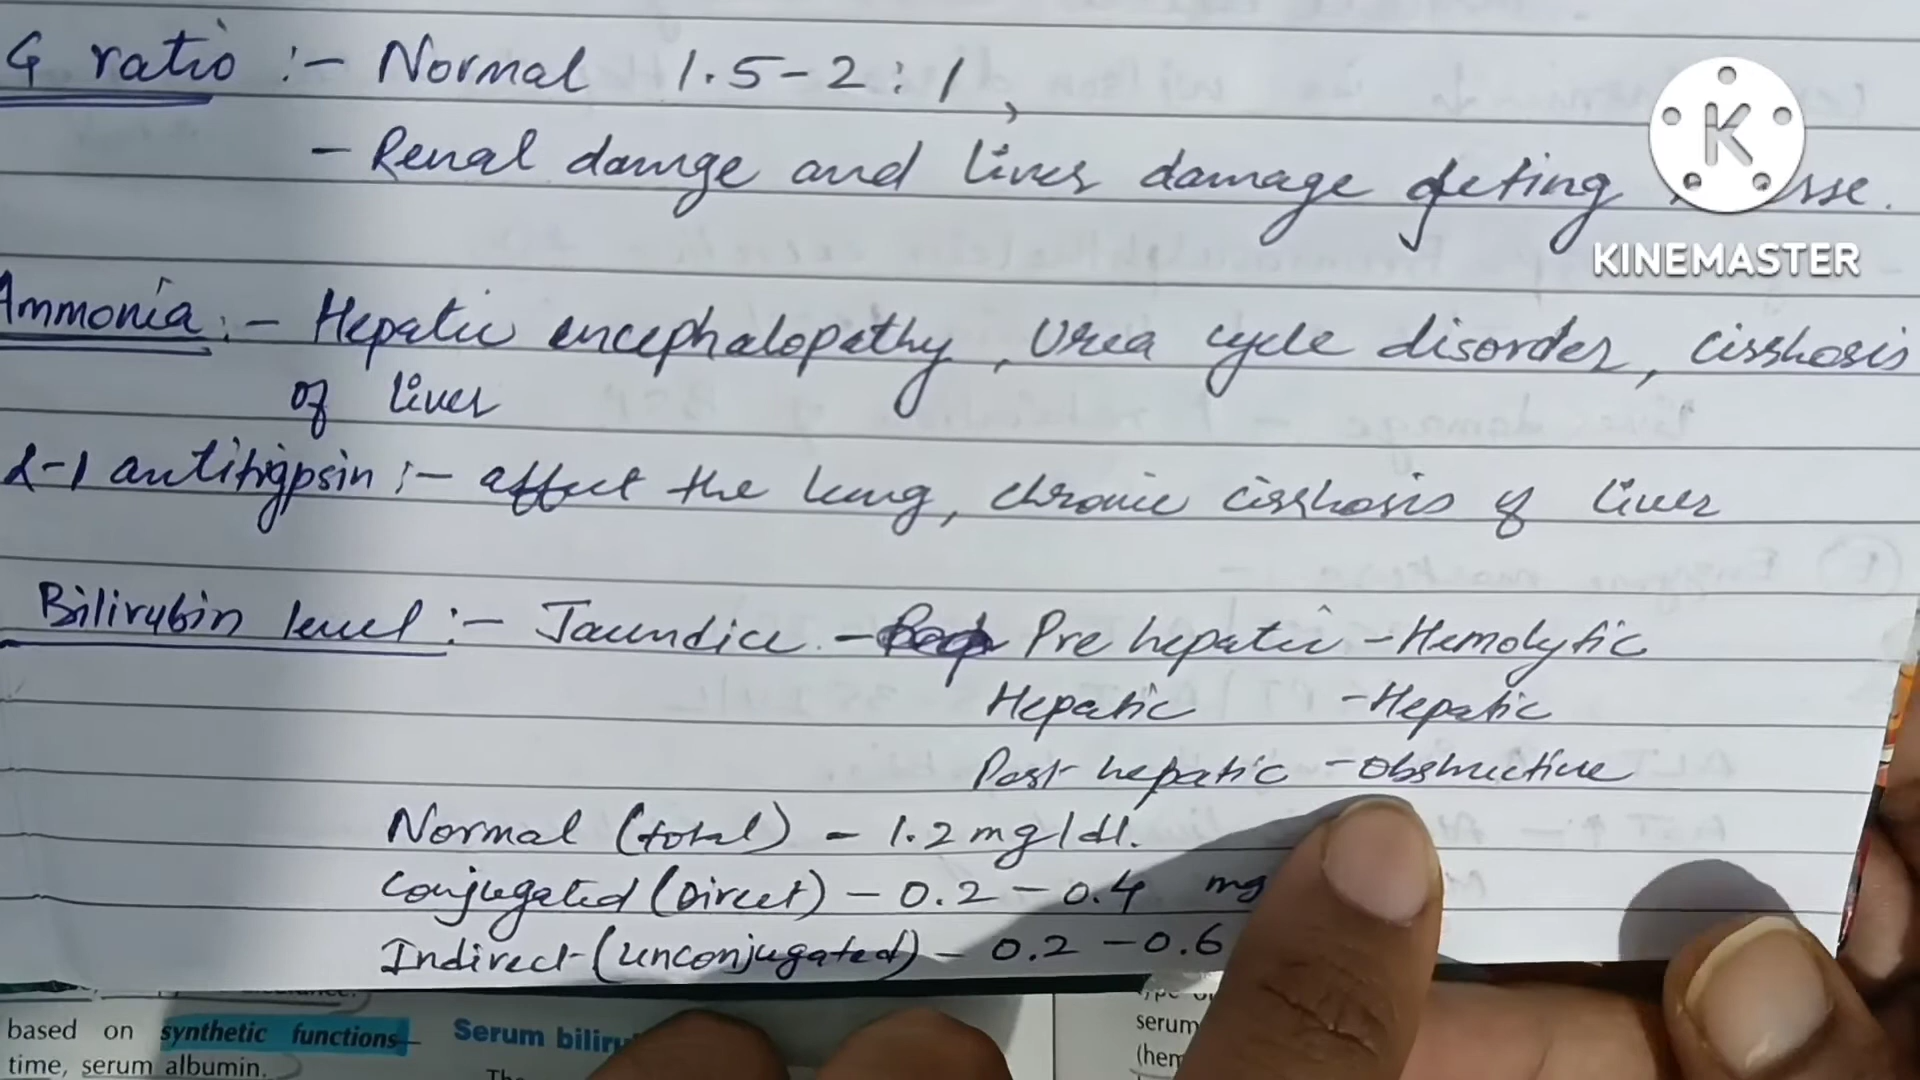 G ratio :- Normal 1.5-2:1,
- Renal damge and liver damage geting
KINEMASTER
Ammonia :- Hepatic encephalopathy, Urea cycle disorder, cirrhosis
of liver
α-1 antitrypsin :- affect the lung, chronic cirrhosis of liver
Bilirubin level :- Jaundice - Pre hepatic - Hemolytic
Hepatic - Hepatic
Post hepatic - Obstructive
Normal (total) - 1.2 mg/dl.
Conjugated (Direct) - 0.2 - 0.4 mg
Indirect (unconjugated) - 0.2 - 0.6
based on synthetic functions
time, serum albumin.
Serum bilir
serum
(hem